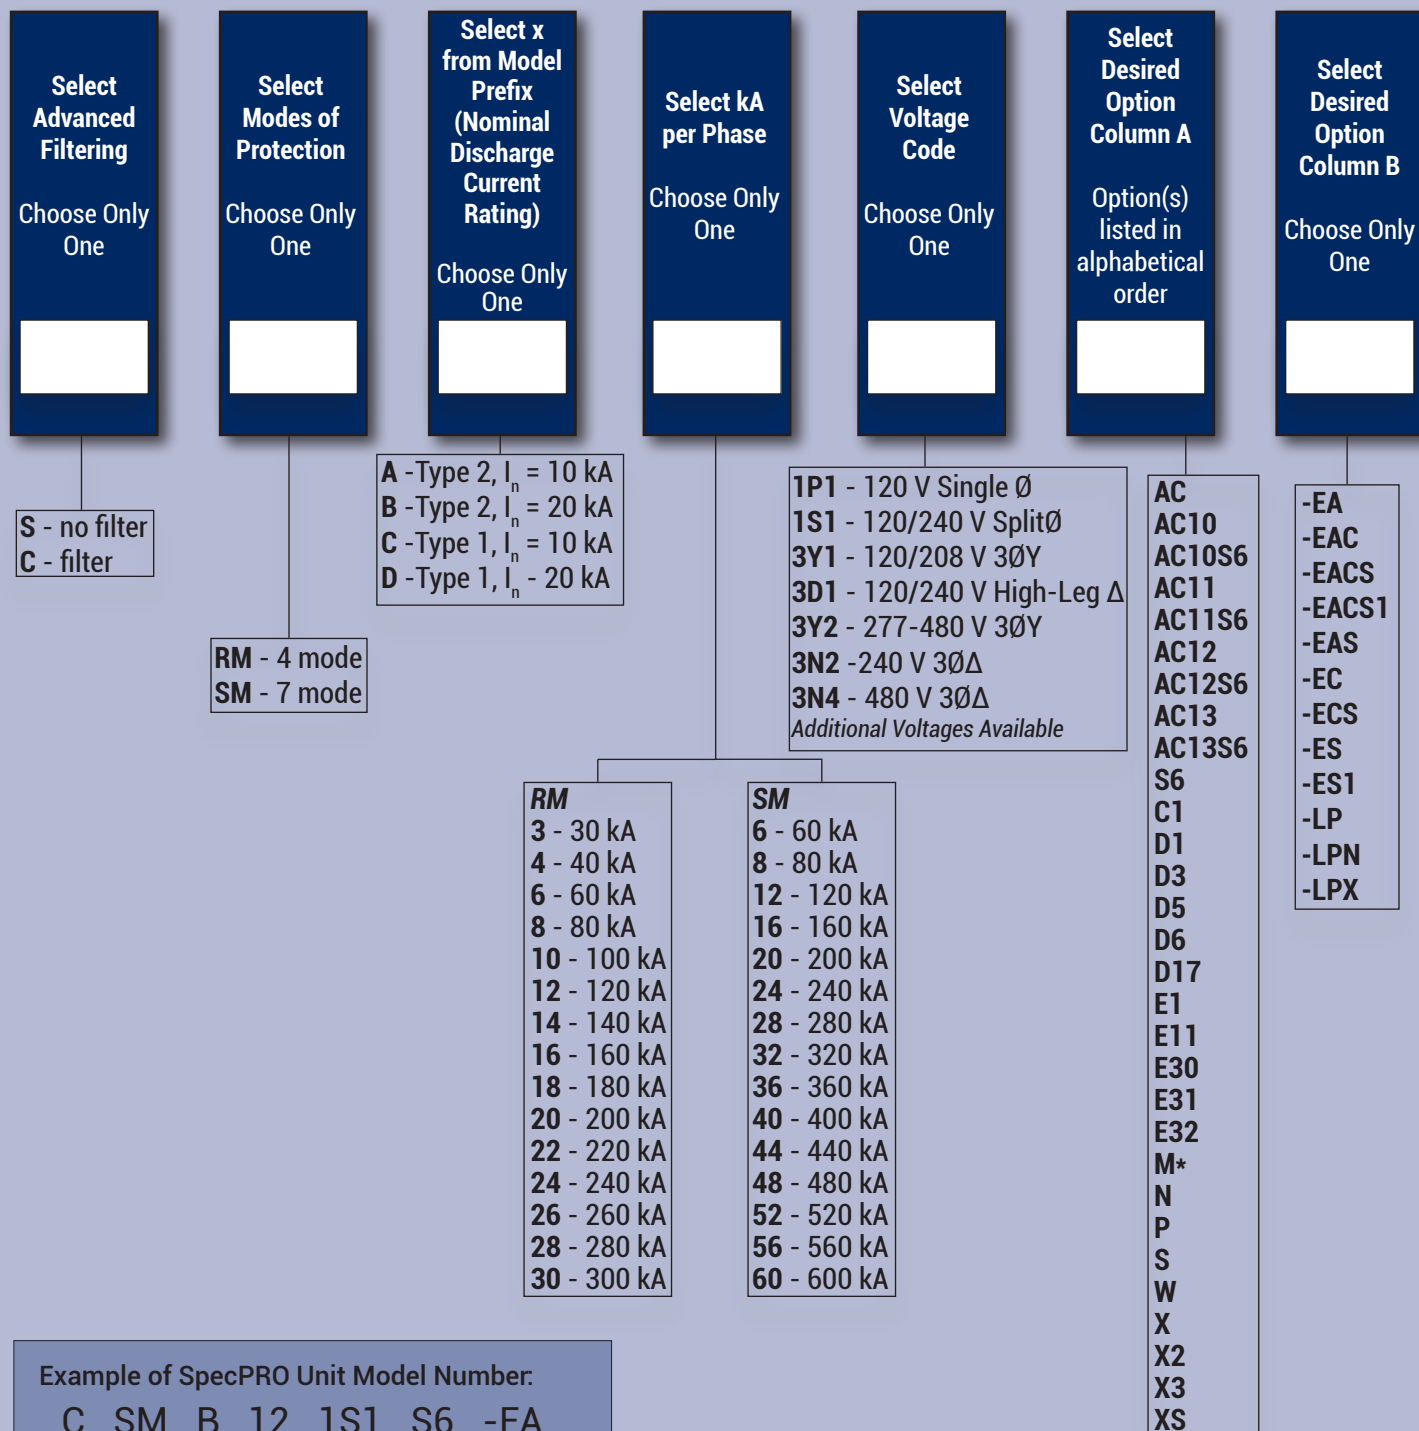 Select
Advanced
Filtering
Choose Only
One
Select
Modes of
Protection
Choose Only
One
Select x
from Model
Prefix
(Nominal
Discharge
Current
Rating)
Choose Only
One
Select kA
per Phase
Choose Only
One
Select
Voltage
Code
Choose Only
One
Select
Desired
Option
Column A
Option(s)
listed in
alphabetical
order
Select
Desired
Option
Column B
Choose Only
One
S - no filter
C - filter
RM - 4 mode
SM - 7 mode
A -Type 2, In = 10 kA
B -Type 2, In = 20 kA
C -Type 1, In = 10 kA
D -Type 1, In - 20 kA
RM
3 - 30 kA
4 - 40 kA
6 - 60 kA
8 - 80 kA
10 - 100 kA
12 - 120 kA
14 - 140 kA
16 - 160 kA
18 - 180 kA
20 - 200 kA
22 - 220 kA
24 - 240 kA
26 - 260 kA
28 - 280 kA
30 - 300 kA
SM
6 - 60 kA
8 - 80 kA
12 - 120 kA
16 - 160 kA
20 - 200 kA
24 - 240 kA
28 - 280 kA
32 - 320 kA
36 - 360 kA
40 - 400 kA
44 - 440 kA
48 - 480 kA
52 - 520 kA
56 - 560 kA
60 - 600 kA
1P1 - 120 V Single Ø
1S1 - 120/240 V SplitØ
3Y1 - 120/208 V 3ØY
3D1 - 120/240 V High-Leg Δ
3Y2 - 277-480 V 3ØY
3N2 -240 V 3ØΔ
3N4 - 480 V 3ØΔ
Additional Voltages Available
AC
AC10
AC10S6
AC11
AC11S6
AC12
AC12S6
AC13
AC13S6
S6
C1
D1
D3
D5
D6
D17
E1
E11
E30
E31
E32
M*
N
P
S
W
X
X2
X3
XS
-EA
-EAC
-EACS
-EACS1
-EAS
-EC
-ECS
-ES
-ES1
-LP
-LPN
-LPX
Example of SpecPRO Unit Model Number:
C SM B 12 1S1 S6 -EA